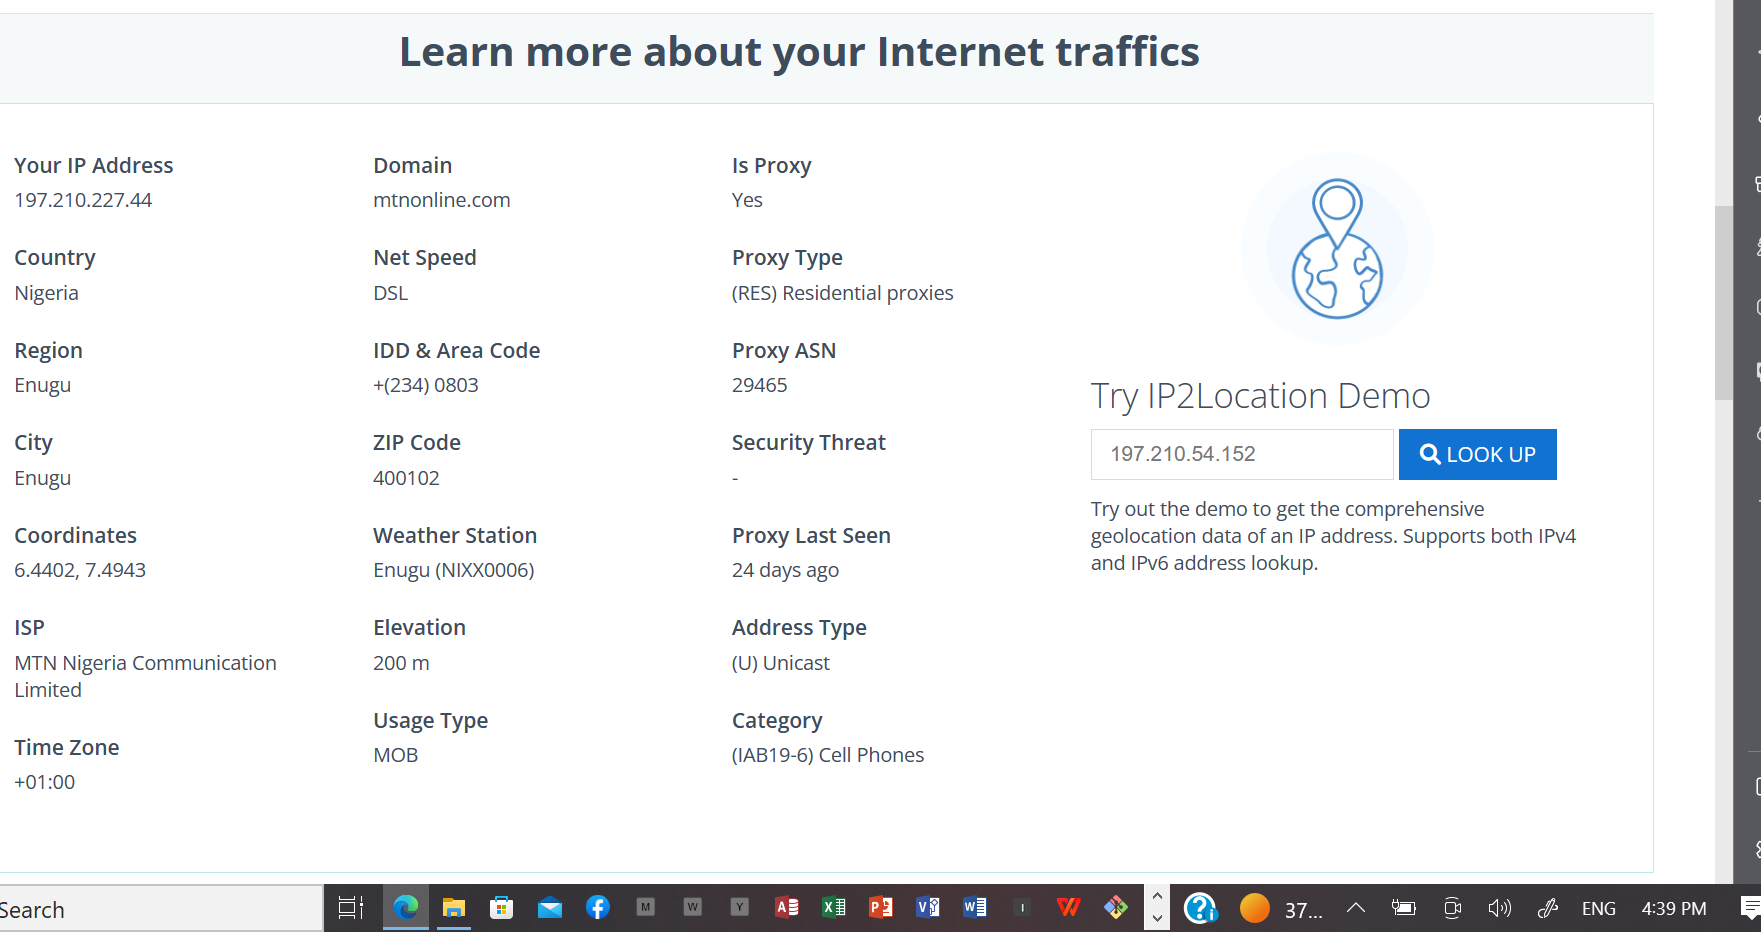 Learn more about your Internet traffics
Your IP Address
197.210.227.44
Country
Nigeria
Region
Enugu
City
Enugu
Coordinates
6.4402, 7.4943
ISP
MTN Nigeria Communication
Limited
Time Zone
+01:00
Domain
mtnonline.com
Net Speed
DSL
IDD & Area Code
+(234) 0803
ZIP Code
400102
Weather Station
Enugu (NIXX0006)
Elevation
200 m
Usage Type
MOB
Is Proxy
Yes
Proxy Type
(RES) Residential proxies
Proxy ASN
29465
Security Threat
-
Proxy Last Seen
24 days ago
Address Type
(U) Unicast
Category
(IAB19-6) Cell Phones
Try IP2Location Demo
197.210.54.152
LOOK UP
Try out the demo to get the comprehensive
geolocation data of an IP address. Supports both IPv4
and IPv6 address lookup.
Search
M W Y
37...
ENG
4:39 PM